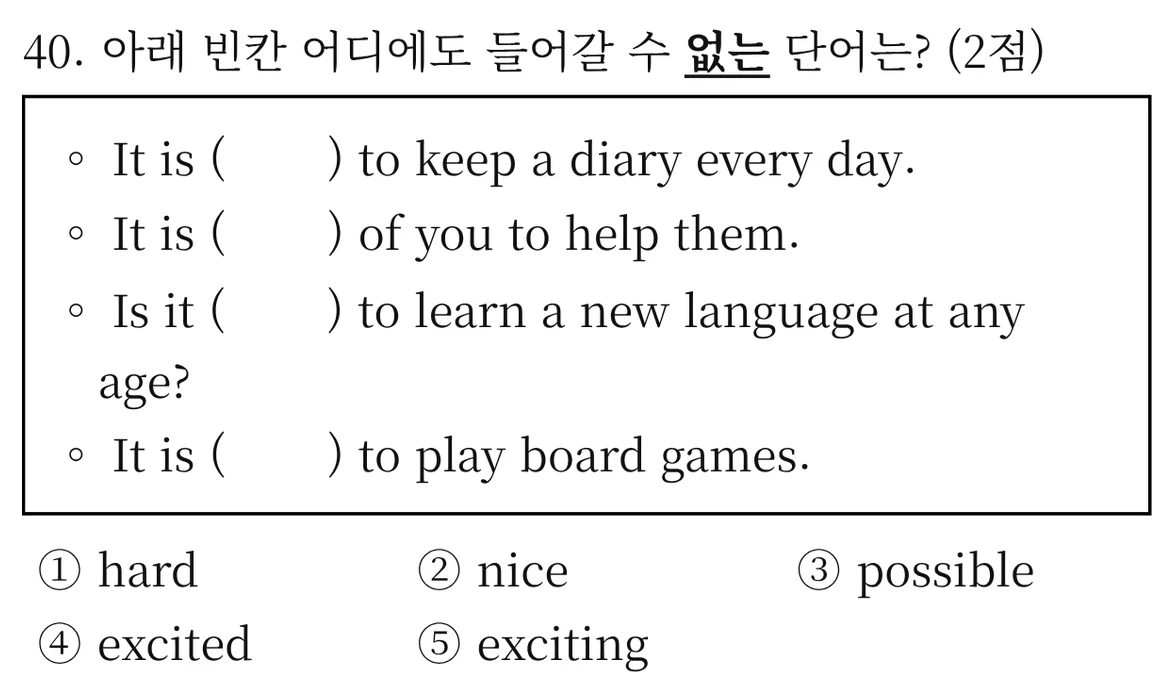 40. 아래 빈칸 어디에도 들어갈 수 없는 단어는? (2점)
◦ It is (          ) to keep a diary every day.
◦ It is (          ) of you to help them.
◦ Is it (          ) to learn a new language at any
age?
◦ It is (          ) to play board games.
① hard ② nice ③ possible
④ excited ⑤ exciting